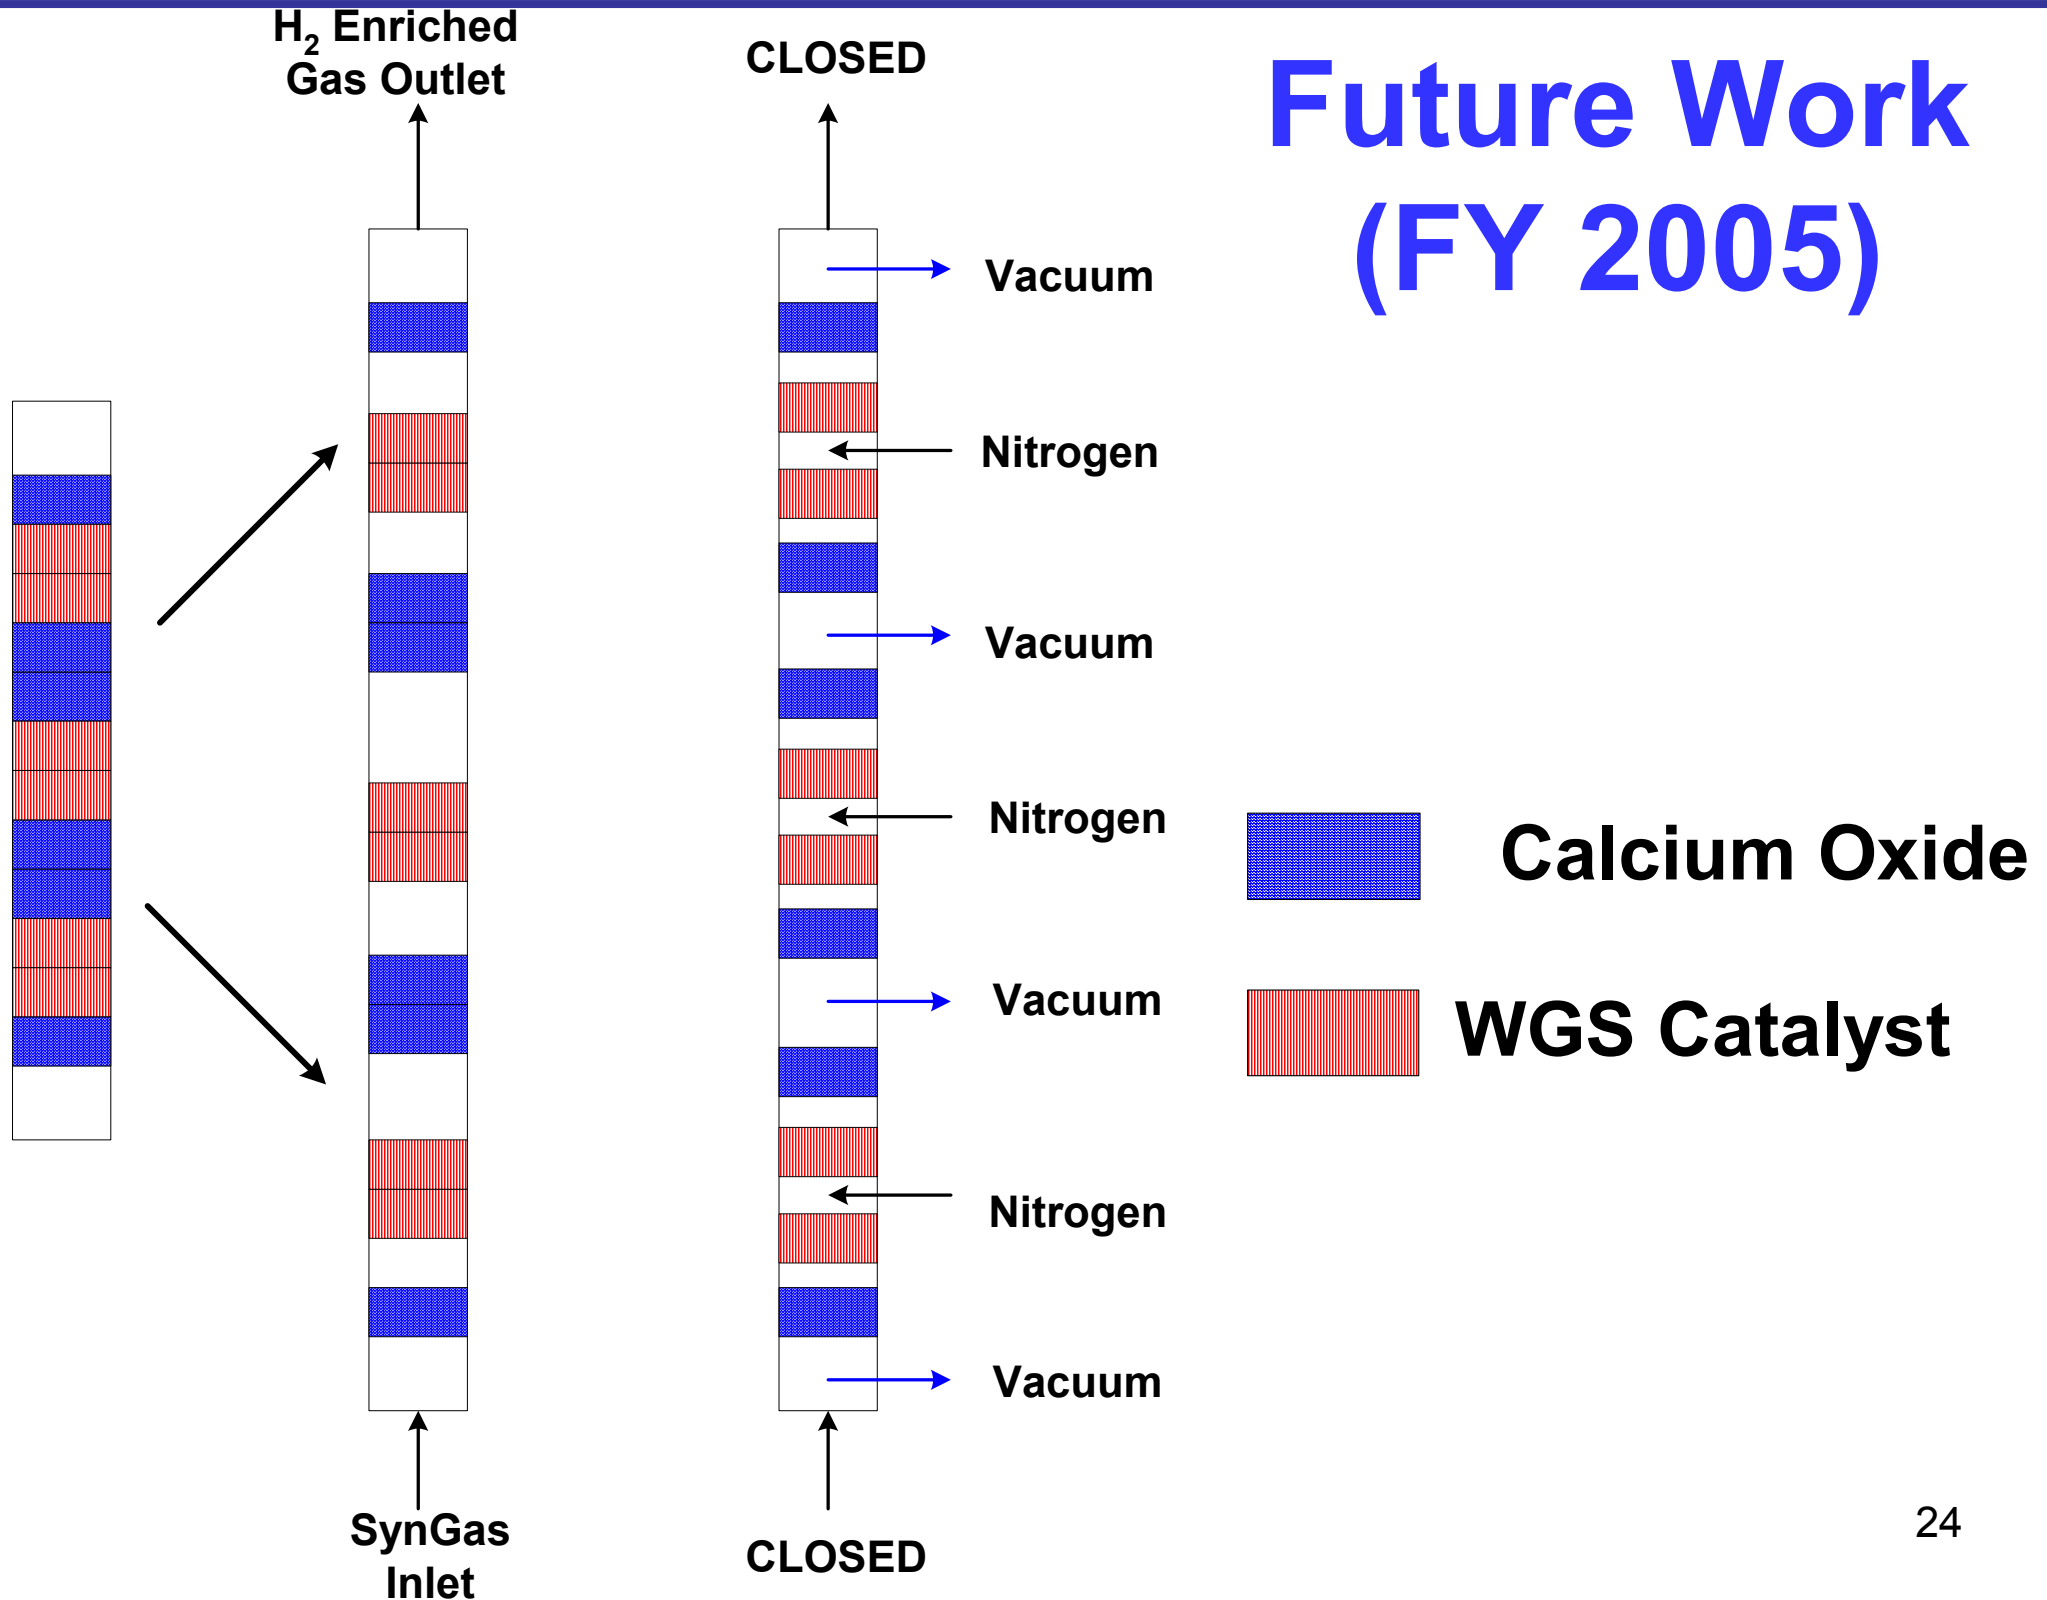 H2 Enriched
Gas Outlet
CLOSED
Future Work
(FY 2005)
Vacuum
Nitrogen
Vacuum
Nitrogen
Vacuum
Nitrogen
Vacuum
Calcium Oxide
WGS Catalyst
SynGas
Inlet
CLOSED
24